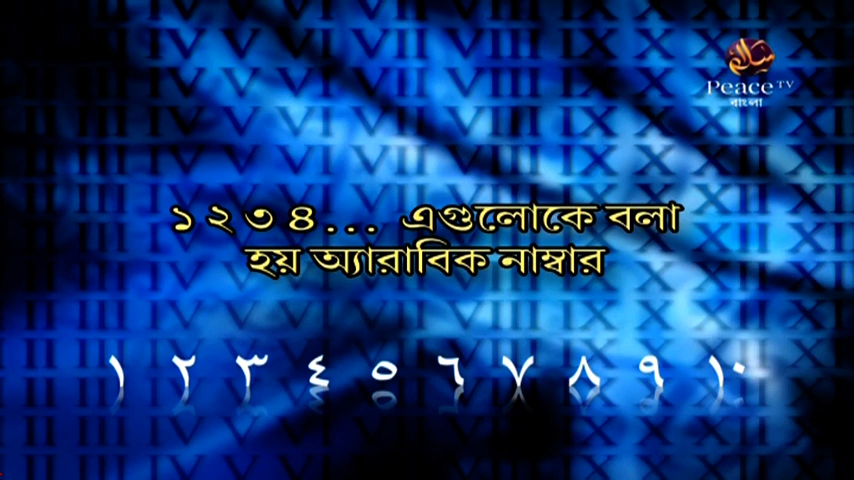 سلام
Peace TV
বাংলা
১ ২ ৩ ৪... এগুলোকে বলা
হয় অ্যারাবিক নাম্বার
١ ٢ ٣ ٤ ٥ ٦ ٧ ٨ ٩ ١٠